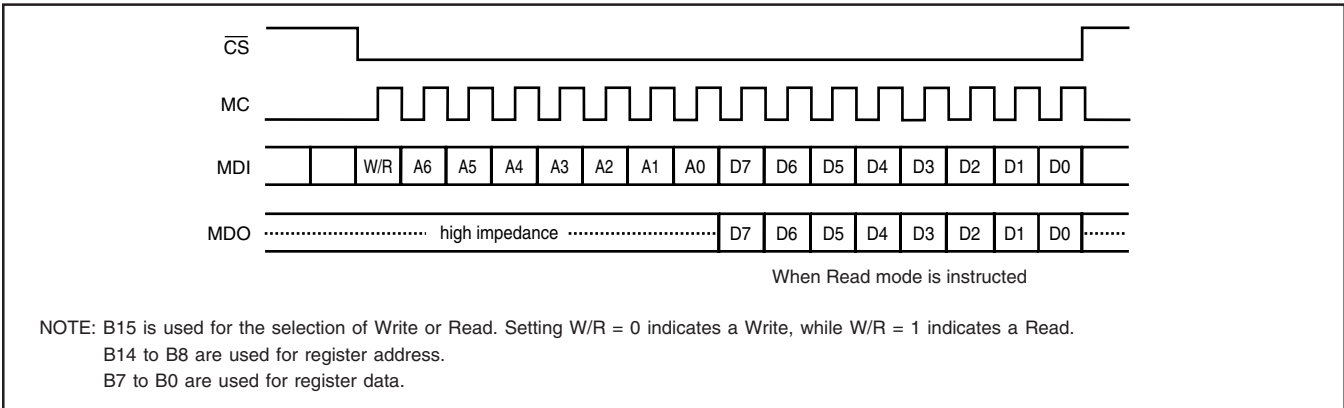 CS
MC
MDI W/R A6 A5 A4 A3 A2 A1 A0 D7 D6 D5 D4 D3 D2 D1 D0
MDO high impedance D7 D6 D5 D4 D3 D2 D1 D0
When Read mode is instructed
NOTE: B15 is used for the selection of Write or Read. Setting W/R = 0 indicates a Write, while W/R = 1 indicates a Read.
B14 to B8 are used for register address.
B7 to B0 are used for register data.